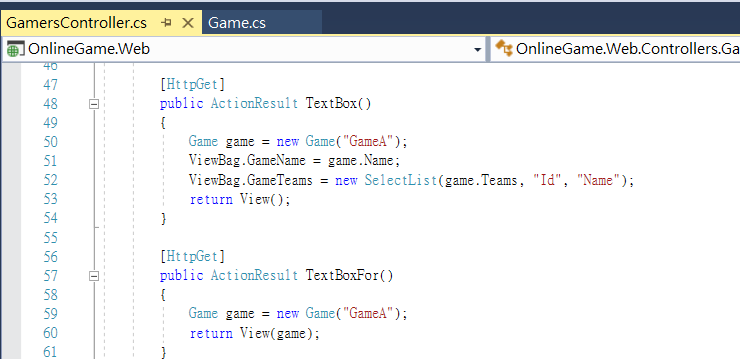 GamersController.cs Game.cs
OnlineGame.Web OnlineGame.Web.Controllers.Ga
46
47 [HttpGet]
48 public ActionResult TextBox()
49 {
50 Game game = new Game("GameA");
51 ViewBag.GameName = game.Name;
52 ViewBag.GameTeams = new SelectList(game.Teams, "Id", "Name");
53 return View();
54 }
55
56 [HttpGet]
57 public ActionResult TextBoxFor()
58 {
59 Game game = new Game("GameA");
60 return View(game);
61 }